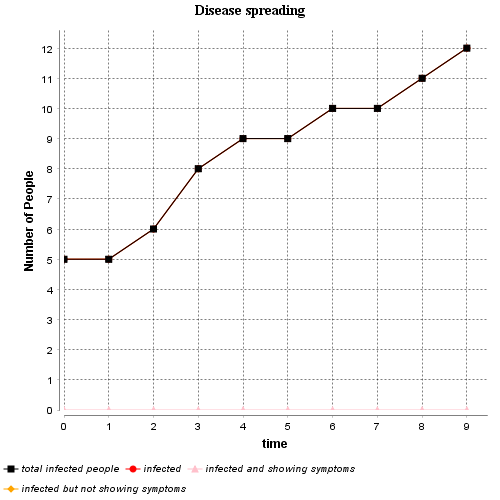 Disease spreading
Number of People
12
11
10
9
8
7
6
5
4
3
2
1
0
0 1 2 3 4 5 6 7 8 9
time
total infected people infected infected and showing symptoms
infected but not showing symptoms